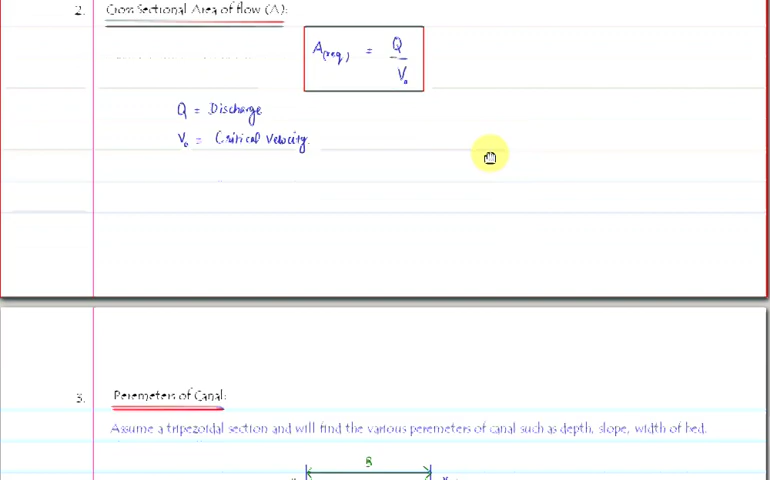 2. Cross Sectional Area of flow (A):
A(req) = Q / V₀
Q = Discharge
V₀ = Critical Velocity.
3. Peremeters of Canal:
Assume a tripezoidal section and will find the various peremeters of canal such as depth, slope, width of bed.
B